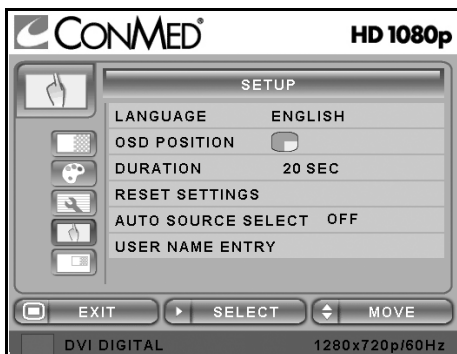 CONMED® HD 1080p
SETUP
LANGUAGE ENGLISH
OSD POSITION
DURATION 20 SEC
RESET SETTINGS
AUTO SOURCE SELECT OFF
USER NAME ENTRY
EXIT SELECT MOVE
DVI DIGITAL 1280x720p/60Hz